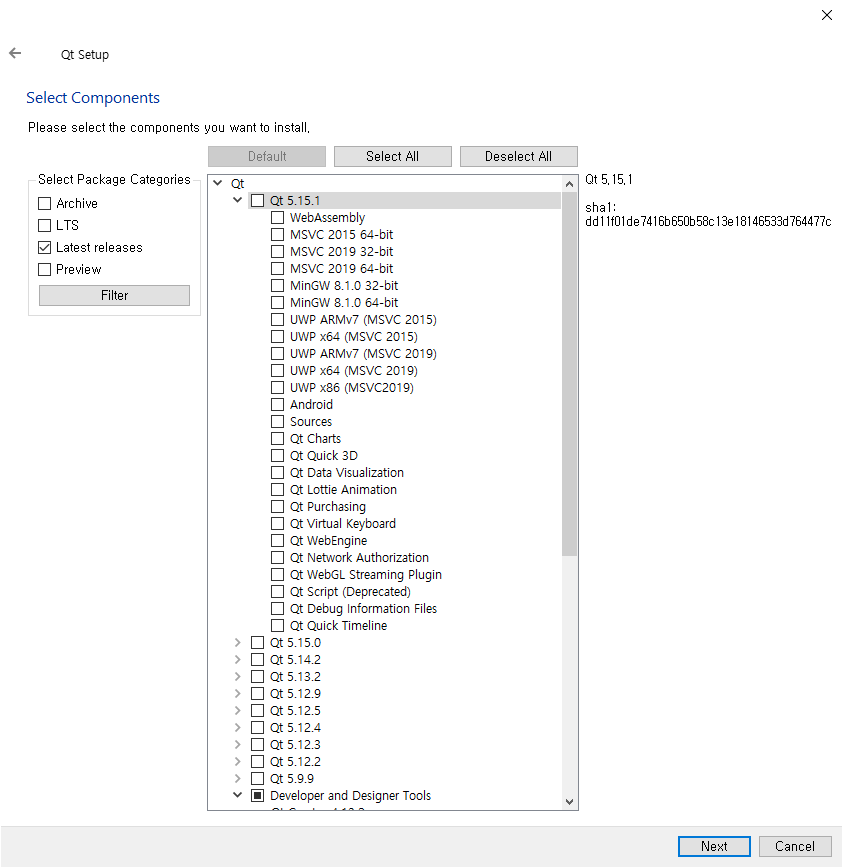 Qt Setup
Select Components
Please select the components you want to install.
Default Select All Deselect All
Select Package Categories
Archive
LTS
Latest releases
Preview
Filter
Qt
Qt 5.15.1
WebAssembly
MSVC 2015 64-bit
MSVC 2019 32-bit
MSVC 2019 64-bit
MinGW 8.1.0 32-bit
MinGW 8.1.0 64-bit
UWP ARMv7 (MSVC 2015)
UWP x64 (MSVC 2015)
UWP ARMv7 (MSVC 2019)
UWP x64 (MSVC 2019)
UWP x86 (MSVC2019)
Android
Sources
Qt Charts
Qt Quick 3D
Qt Data Visualization
Qt Lottie Animation
Qt Purchasing
Qt Virtual Keyboard
Qt WebEngine
Qt Network Authorization
Qt WebGL Streaming Plugin
Qt Script (Deprecated)
Qt Debug Information Files
Qt Quick Timeline
Qt 5.15.0
Qt 5.14.2
Qt 5.13.2
Qt 5.12.9
Qt 5.12.5
Qt 5.12.4
Qt 5.12.3
Qt 5.12.2
Qt 5.9.9
Developer and Designer Tools
Qt 5.15.1
sha1:
dd11f01de7416b650b58c13e18146533d764477c
Next Cancel